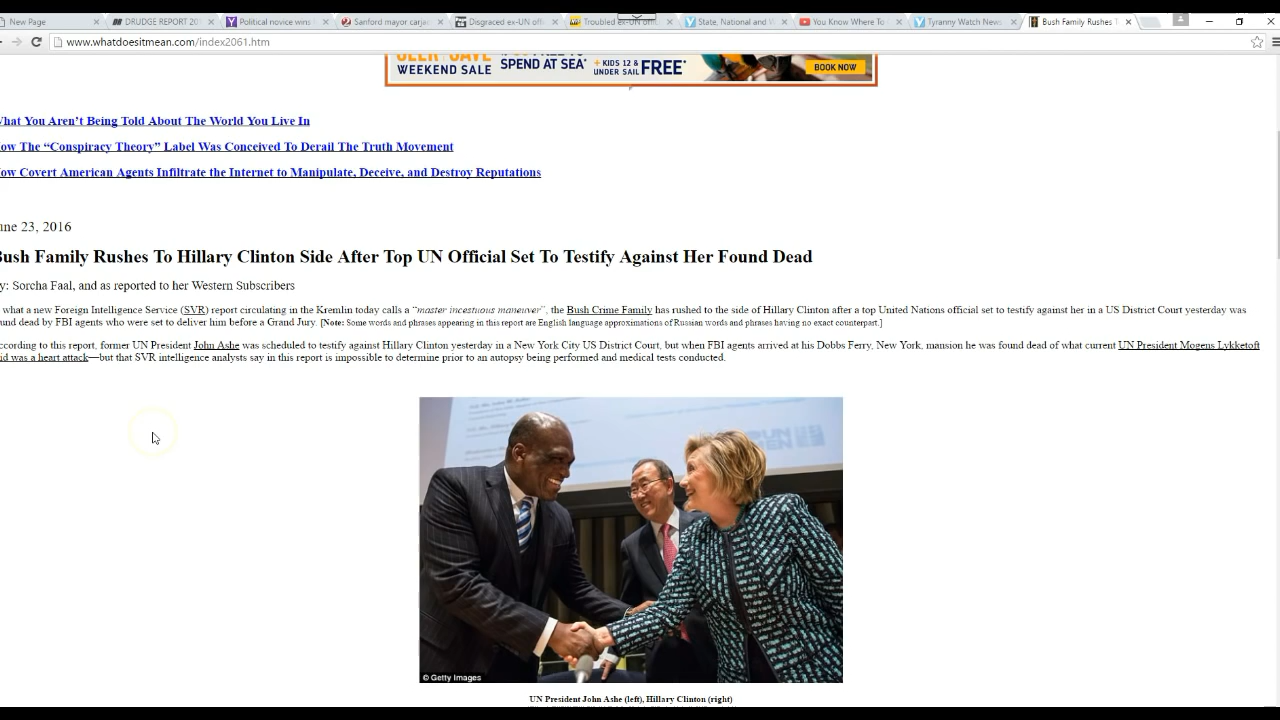 New Page
DRUDGE REPORT 201
Political novice wins
Sanford mayor carjac
Disgraced ex-UN offi
Troubled ex-UN offi
State, National and W
You Know Where To
Tyranny Watch News
Bush Family Rushes T
www.whatdoesitmean.com/index2061.htm
WEEKEND SALE
SPEND AT SEA*
+ KIDS 12 &
UNDER SAIL FREE*
BOOK NOW
hat You Aren't Being Told About The World You Live In
ow The “Conspiracy Theory” Label Was Conceived To Derail The Truth Movement
ow Covert American Agents Infiltrate the Internet to Manipulate, Deceive, and Destroy Reputations
une 23, 2016
Bush Family Rushes To Hillary Clinton Side After Top UN Official Set To Testify Against Her Found Dead
y: Sorcha Faal, and as reported to her Western Subscribers
what a new Foreign Intelligence Service (SVR) report circulating in the Kremlin today calls a “master incestuous maneuver”, the Bush Crime Family has rushed to the side of Hillary Clinton after a top United Nations official set to testify against her in a US District Court yesterday was
und dead by FBI agents who were set to deliver him before a Grand Jury. [Note: Some words and phrases appearing in this report are English language approximations of Russian words and phrases having no exact counterpart.]
ccording to this report, former UN President John Ashe was scheduled to testify against Hillary Clinton yesterday in a New York City US District Court, but when FBI agents arrived at his Dobbs Ferry, New York, mansion he was found dead of what current UN President Mogens Lykketoft
id was a heart attack—but that SVR intelligence analysts say in this report is impossible to determine prior to an autopsy being performed and medical tests conducted.
© Getty Images
UN President John Ashe (left), Hillary Clinton (right)